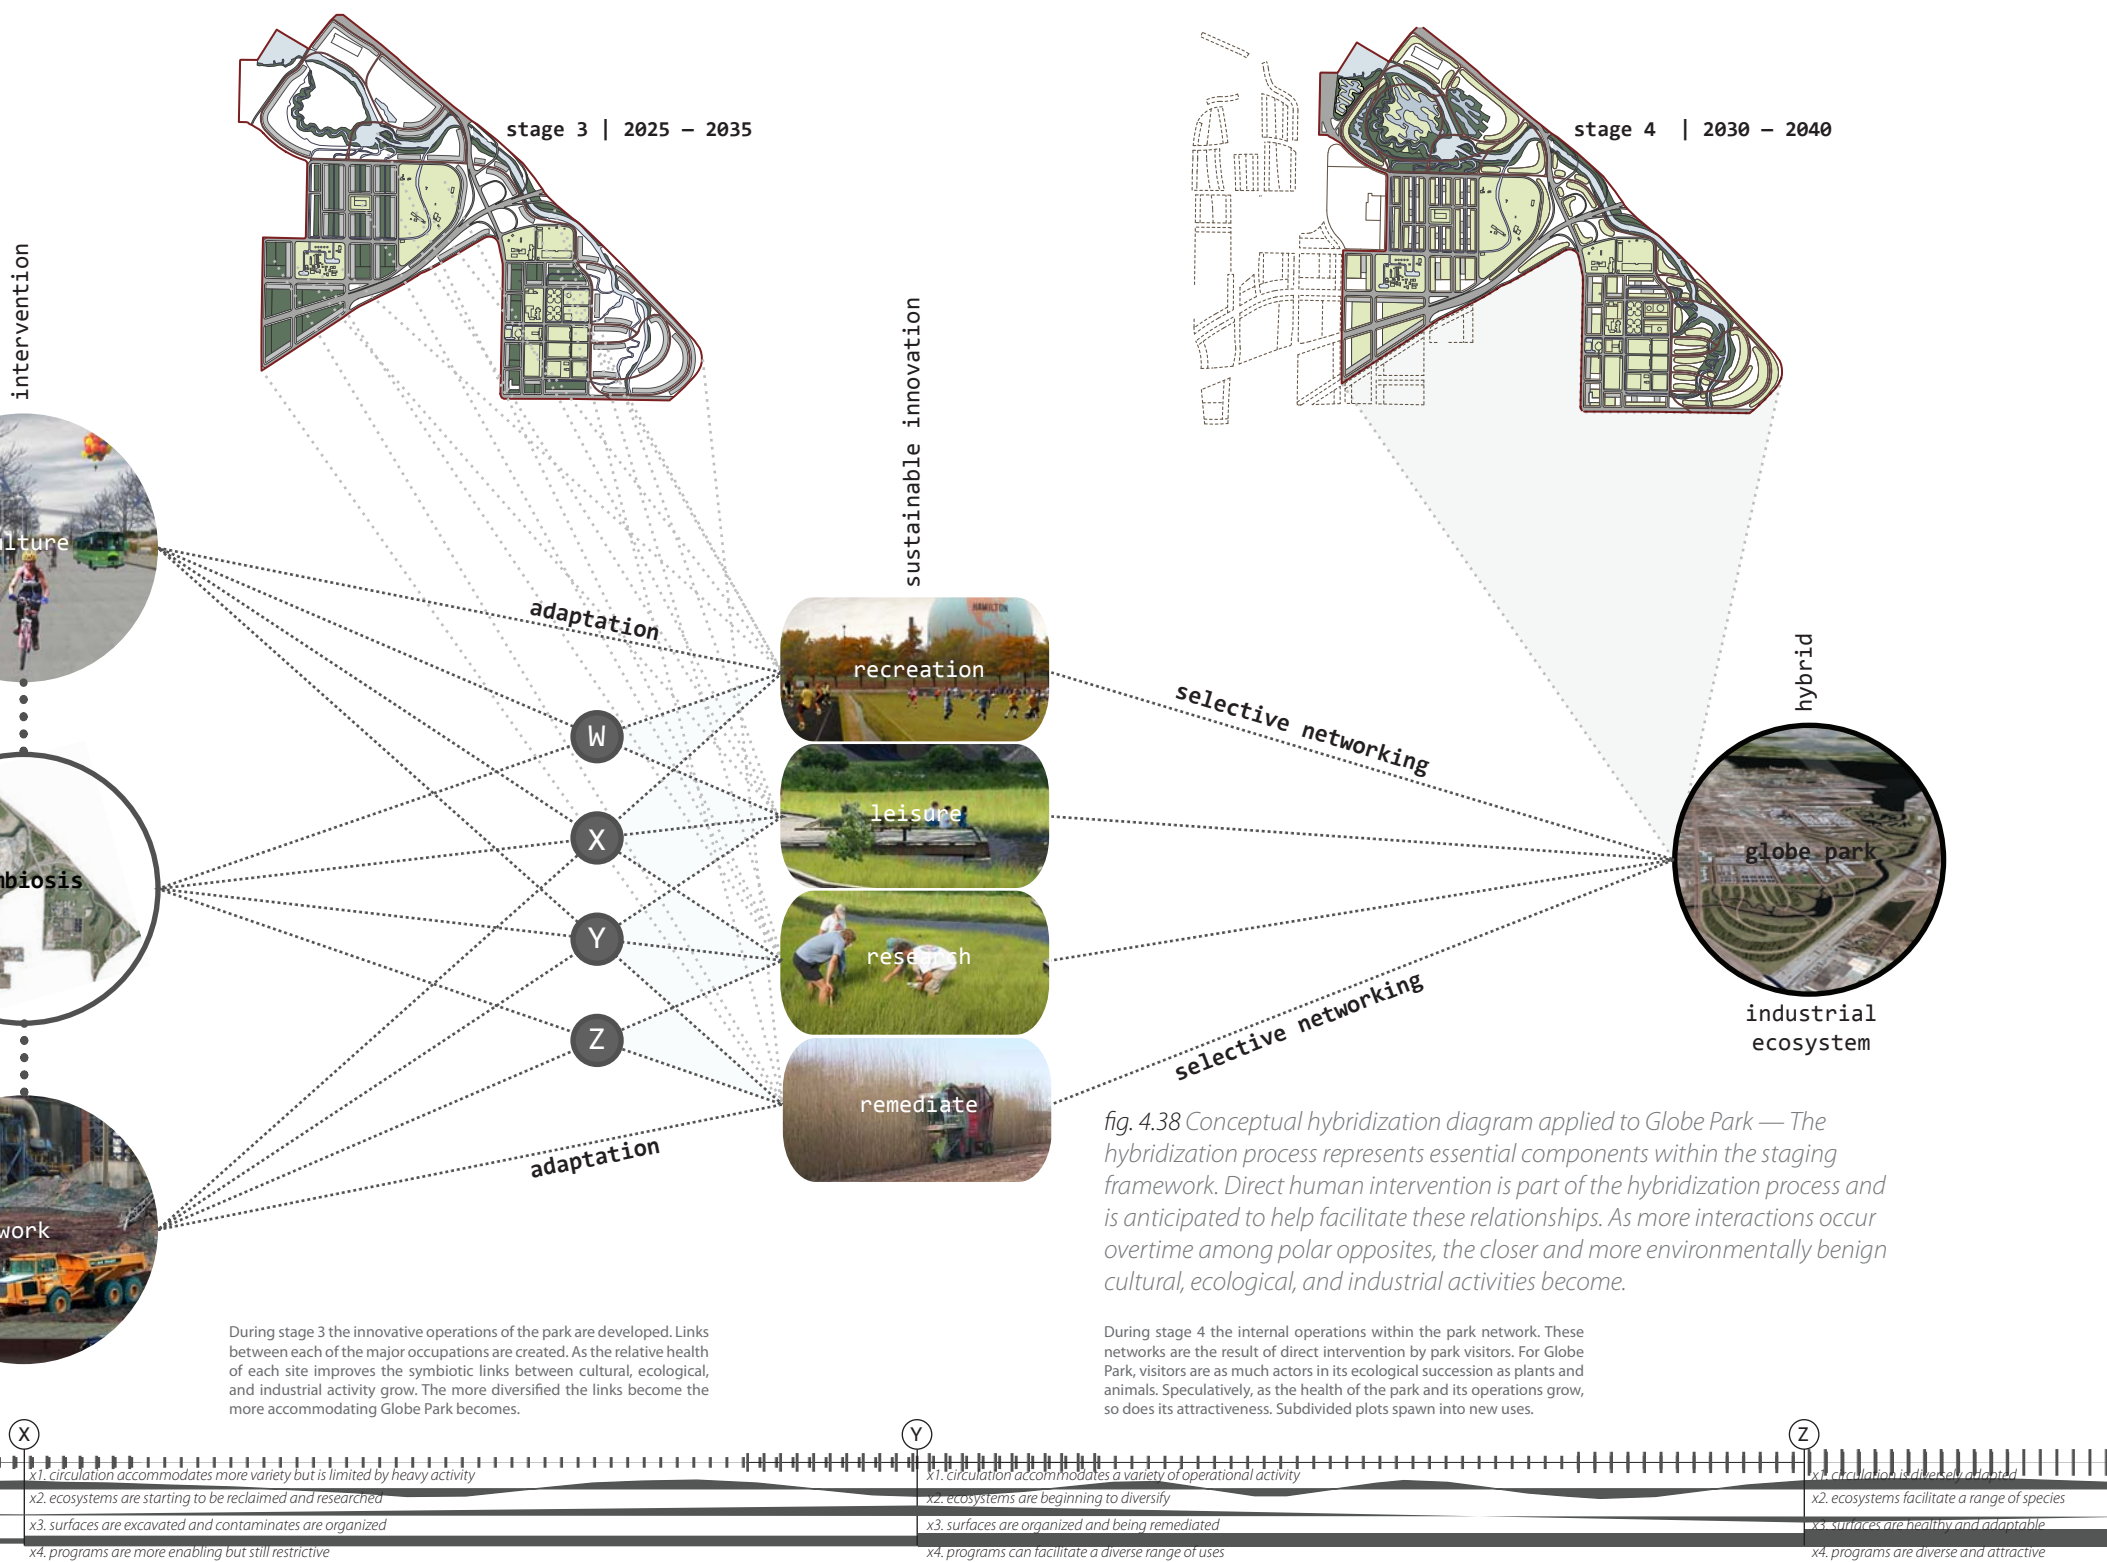 stage 3 | 2025 — 2035
stage 4 | 2030 — 2040
intervention
sustainable innovation
hybrid
lture
adaptation
HAMILTON
recreation
selective networking
W
leisure
X
globe park
mbiosis
Y
research
Z
selective networking
industrial
ecosystem
remediate
adaptation
work
fig. 4.38 Conceptual hybridization diagram applied to Globe Park — The
hybridization process represents essential components within the staging
framework. Direct human intervention is part of the hybridization process and
is anticipated to help facilitate these relationships. As more interactions occur
overtime among polar opposites, the closer and more environmentally benign
cultural, ecological, and industrial activities become.
During stage 3 the innovative operations of the park are developed. Links
between each of the major occupations are created. As the relative health
of each site improves the symbiotic links between cultural, ecological,
and industrial activity grow. The more diversified the links become the
more accommodating Globe Park becomes.
During stage 4 the internal operations within the park network. These
networks are the result of direct intervention by park visitors. For Globe
Park, visitors are as much actors in its ecological succession as plants and
animals. Speculatively, as the health of the park and its operations grow,
so does its attractiveness. Subdivided plots spawn into new uses.
X
x1. circulation accommodates more variety but is limited by heavy activity
x2. ecosystems are starting to be reclaimed and researched
x3. surfaces are excavated and contaminates are organized
x4. programs are more enabling but still restrictive
Y
x1. circulation accommodates a variety of operational activity
x2. ecosystems are beginning to diversify
x3. surfaces are organized and being remediated
x4. programs can facilitate a diverse range of uses
Z
x1. circulation is diversely adapted
x2. ecosystems facilitate a range of species
x3. surfaces are healthy and adaptable
x4. programs are diverse and attractive